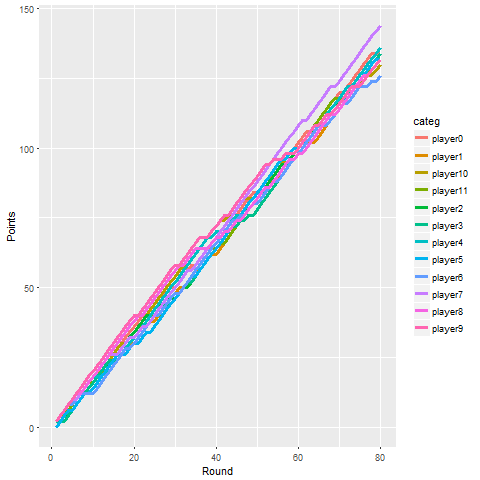 150
100
50
0
Points
0
20
40
60
80
Round
categ
player0
player1
player10
player11
player2
player3
player4
player5
player6
player7
player8
player9